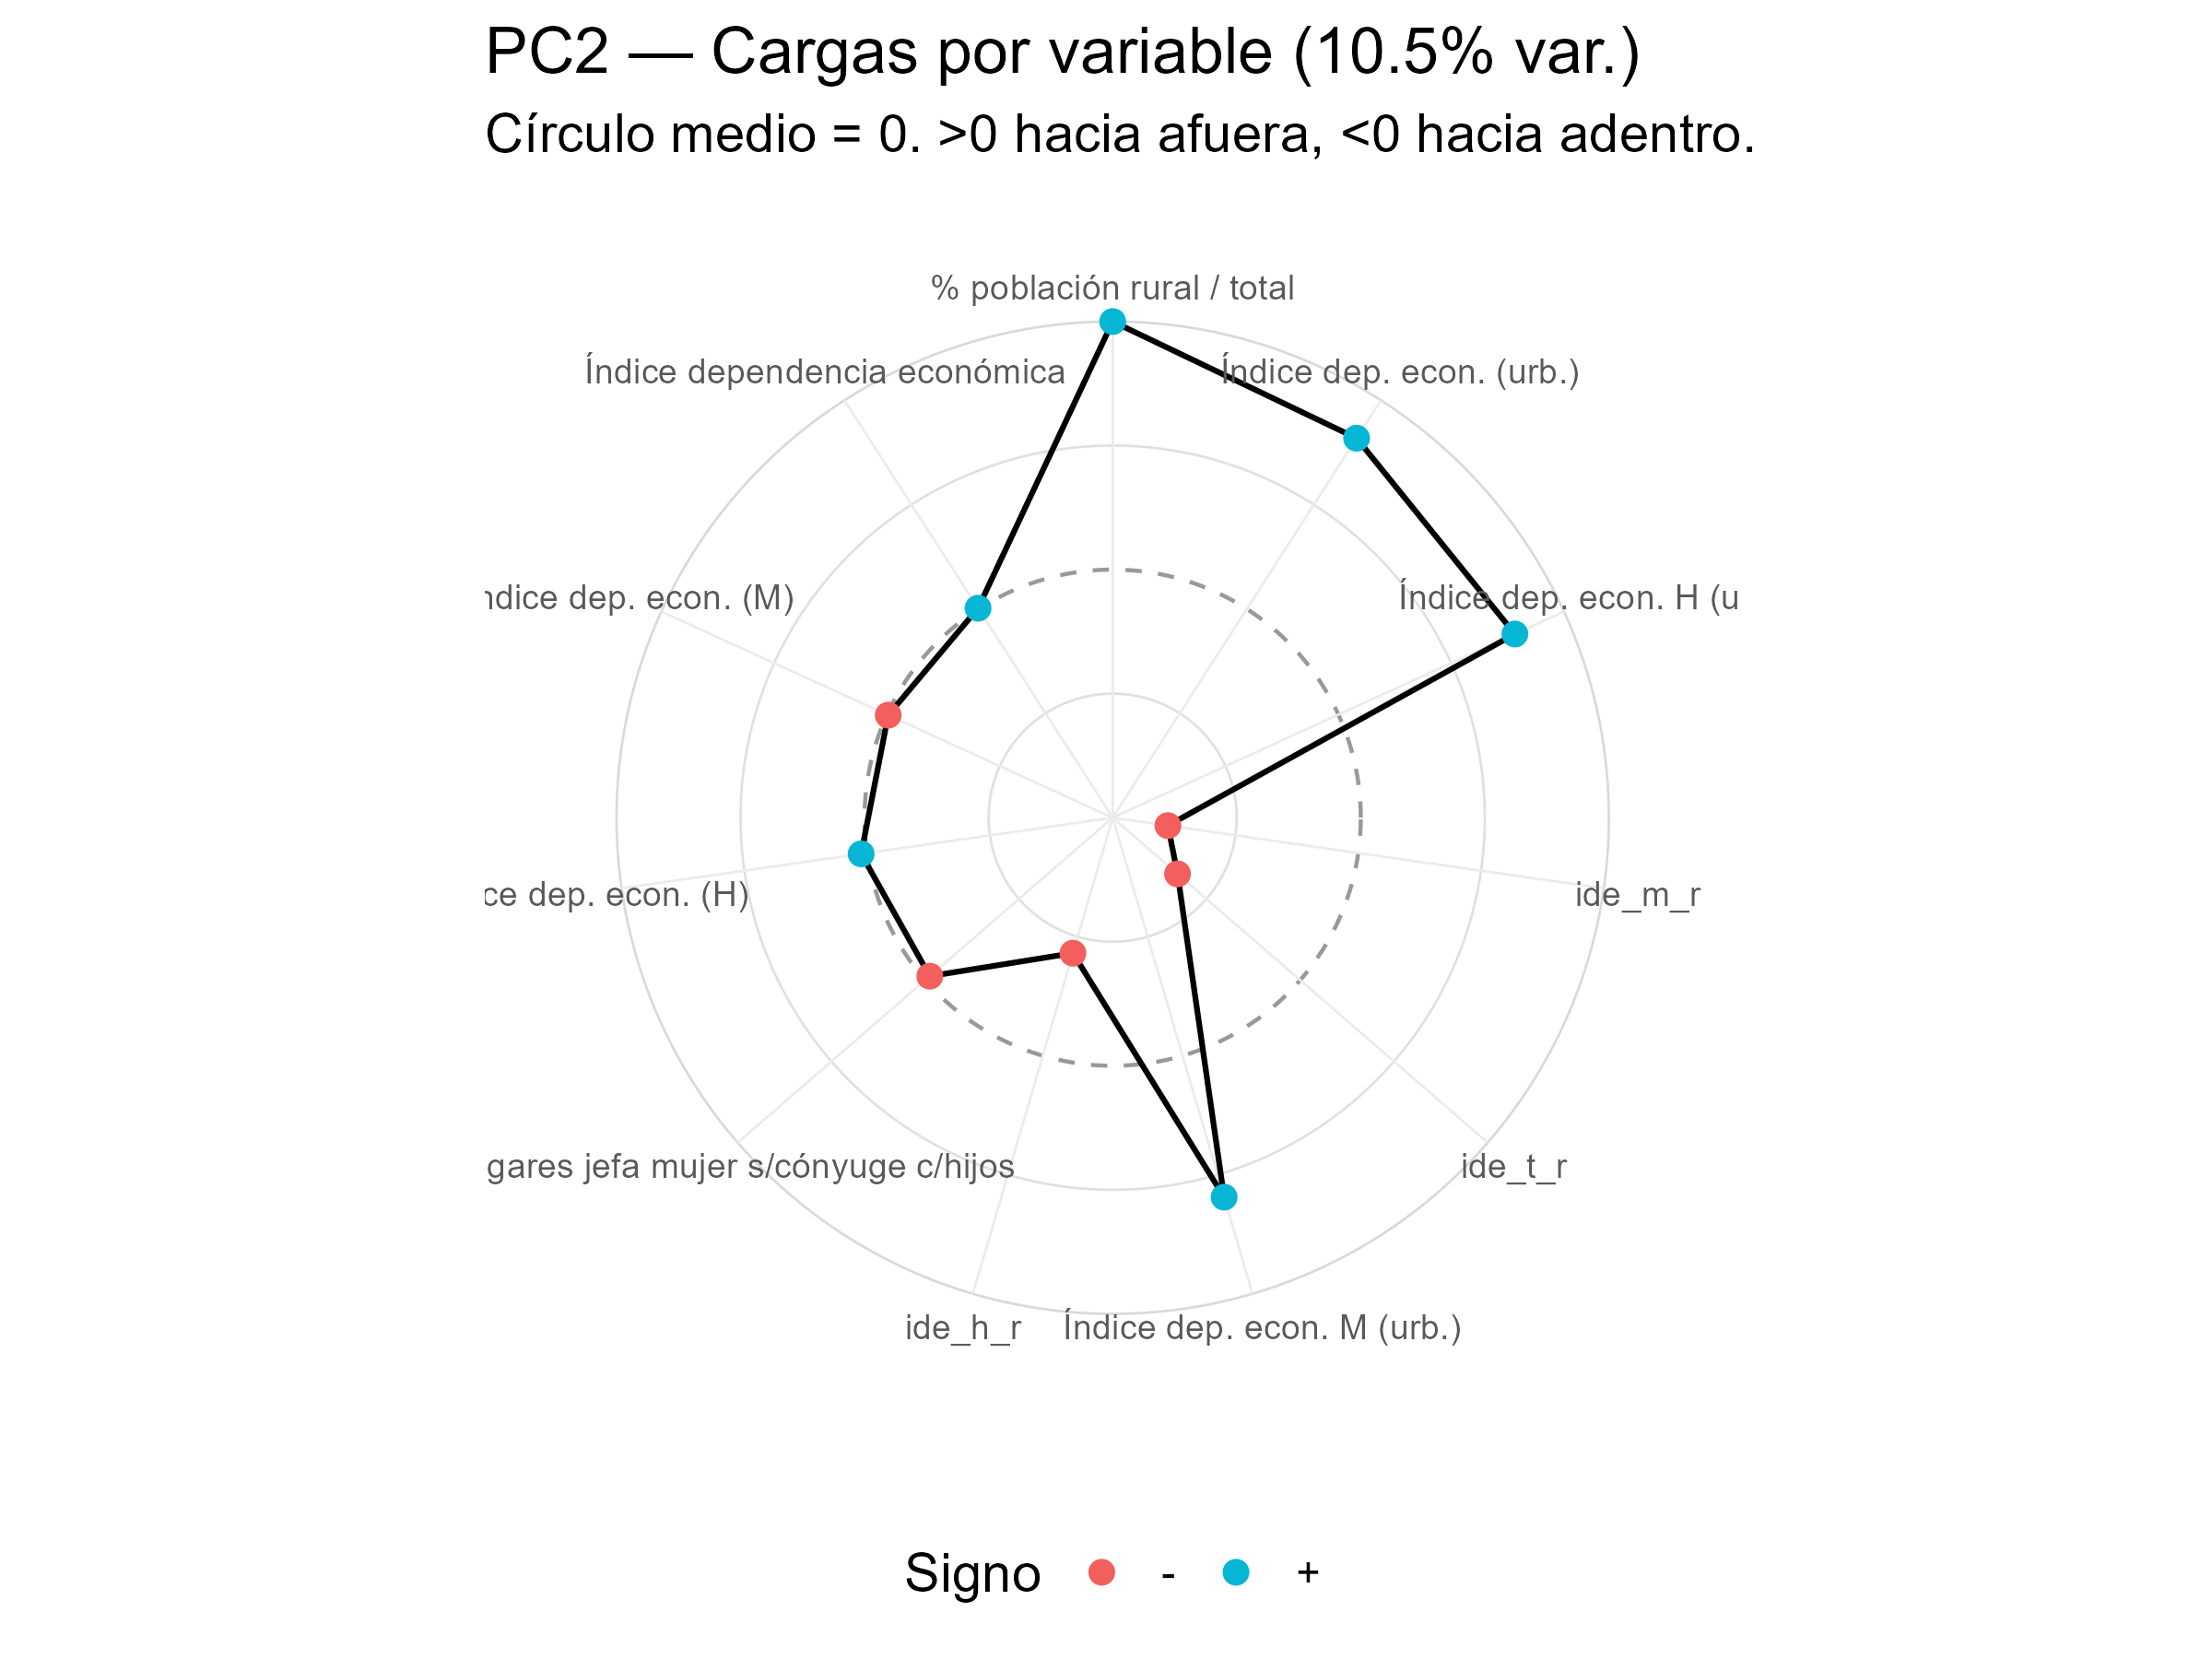 PC2 — Cargas por variable (10.5% var.)
Círculo medio = 0. >0 hacia afuera, <0 hacia adentro.
% población rural / total
Índice dependencia económica
Índice dep. econ. (urb.)
ndice dep. econ. (M)
Índice dep. econ. H (u
ce dep. econ. (H)
ide_m_r
gares jefa mujer s/cónyuge c/hijos
ide_t_r
ide_h_r
Índice dep. econ. M (urb.)
Signo - +